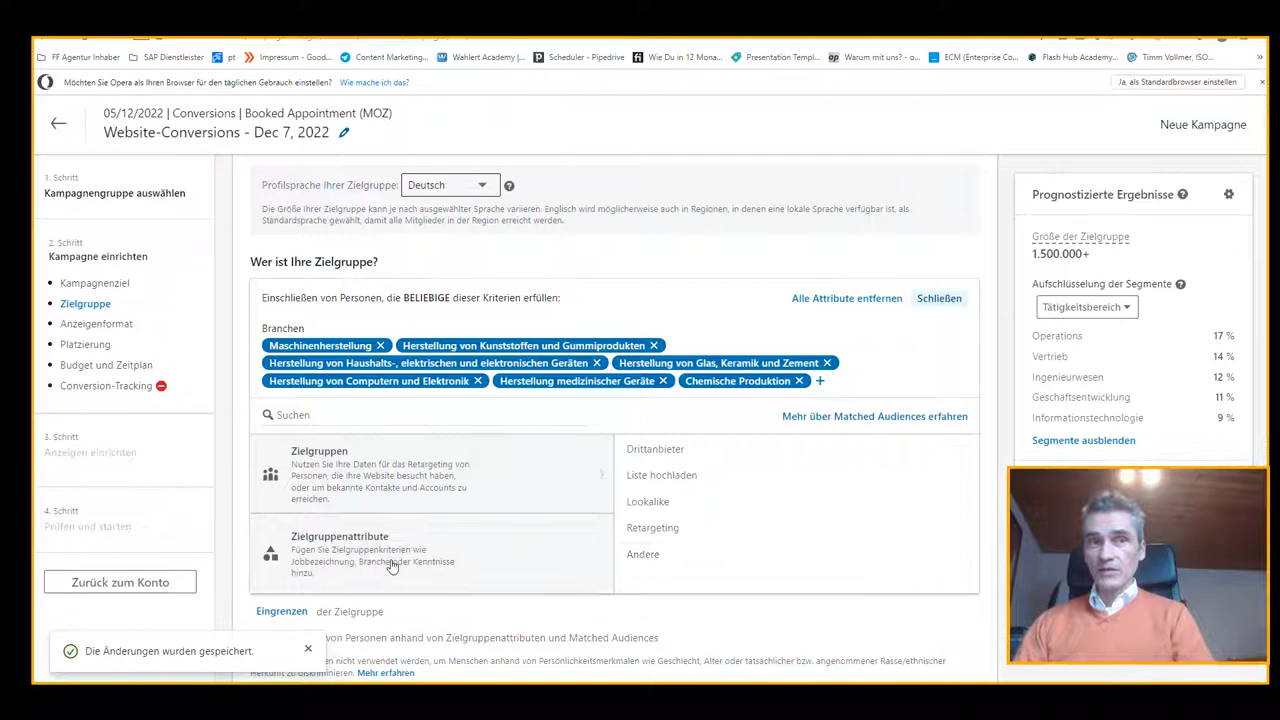 FF Agentur Inhaber
SAP Dienstleister
pt
Impressum - Good...
Content Marketing...
Wahlert Academy |...
Scheduler - Pipedrive
Wie Du in 12 Mona...
Presentation Templ...
Warum mit uns? - o...
ECM (Enterprise Co...
Flash Hub Academy...
Timm Vollmer, ISO...
»
Möchten Sie Opera als Ihren Browser für den täglichen Gebrauch einstellen? Wie mache ich das?
Ja, als Standardbrowser einstellen
05/12/2022 | Conversions | Booked Appointment (MOZ)
Website-Conversions - Dec 7, 2022
Neue Kampagne
1. Schritt
Kampagnengruppe auswählen
2. Schritt
Kampagne einrichten
Kampagnenziel
Zielgruppe
Anzeigenformat
Platzierung
Budget und Zeitplan
Conversion-Tracking
3. Schritt
Anzeigen einrichten
4. Schritt
Prüfen und starten
Zurück zum Konto
Die Änderungen wurden gespeichert.
Profilsprache Ihrer Zielgruppe: Deutsch
Die Größe Ihrer Zielgruppe kann je nach ausgewählter Sprache variieren. Englisch wird möglicherweise auch in Regionen, in denen eine lokale Sprache verfügbar ist, als
Standardsprache gewählt, damit alle Mitglieder in der Region erreicht werden.
Wer ist Ihre Zielgruppe?
Einschließen von Personen, die BELIEBIGE dieser Kriterien erfüllen:
Alle Attribute entfernen
Schließen
Branchen
Maschinenherstellung
Herstellung von Kunststoffen und Gummiprodukten
Herstellung von Haushalts-, elektrischen und elektronischen Geräten
Herstellung von Glas, Keramik und Zement
Herstellung von Computern und Elektronik
Herstellung medizinischer Geräte
Chemische Produktion
+
Suchen
Mehr über Matched Audiences erfahren
Zielgruppen
Nutzen Sie Ihre Daten für das Retargeting von
Personen, die Ihre Website besucht haben,
oder um bekannte Kontakte und Accounts zu
erreichen.
Zielgruppenattribute
Fügen Sie Zielgruppenkriterien wie
Jobbezeichnung, Branche oder Kenntnisse
hinzu.
Drittanbieter
Liste hochladen
Lookalike
Retargeting
Andere
Eingrenzen der Zielgruppe
von Personen anhand von Zielgruppenattributen und Matched Audiences
nicht verwendet werden, um Menschen anhand von Persönlichkeitsmerkmalen wie Geschlecht, Alter oder tatsächlicher bzw. angenommener Rasse/ethnischer
Herkunft zu diskriminieren. Mehr erfahren
Prognostizierte Ergebnisse
Größe der Zielgruppe
1.500.000+
Aufschlüsselung der Segmente
Tätigkeitsbereich
Operations 17 %
Vertrieb 14 %
Ingenieurwesen 12 %
Geschäftsentwicklung 11 %
Informationstechnologie 9 %
Segmente ausblenden